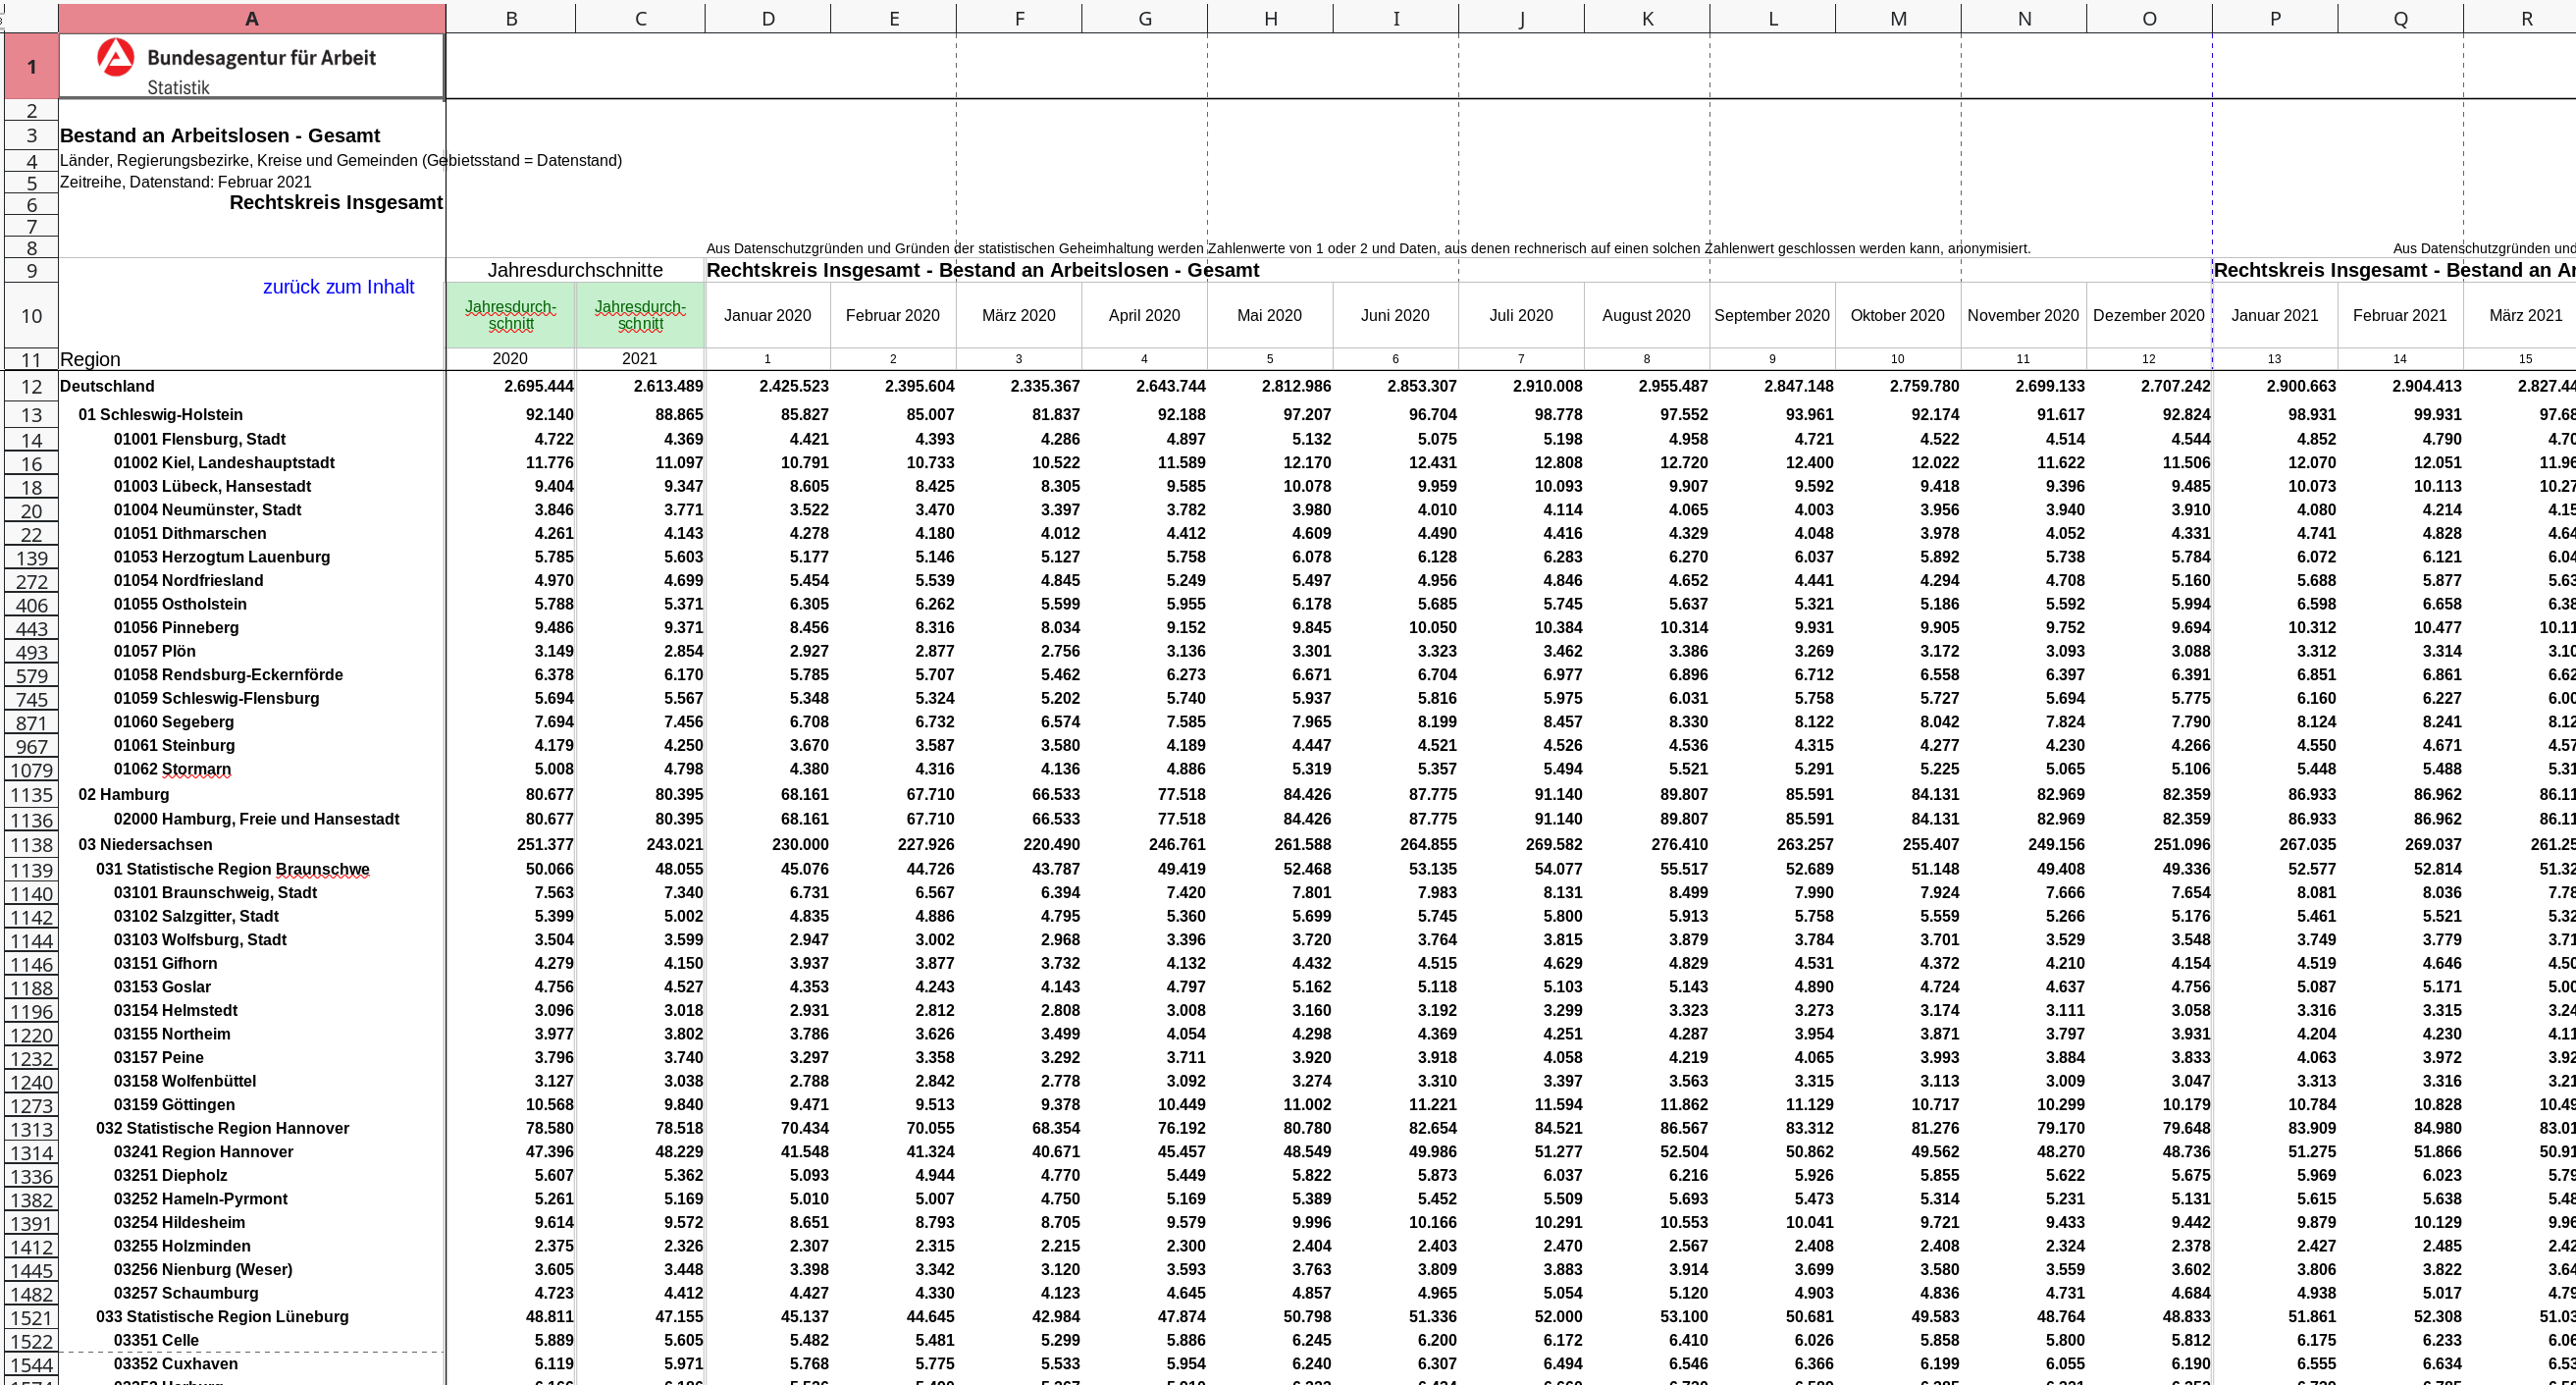 A B C D E F G H I J K L M N O P Q R
1 Bundesagentur für Arbeit
Statistik
2
3 Bestand an Arbeitslosen - Gesamt
4 Länder, Regierungsbezirke, Kreise und Gemeinden (Gebietsstand = Datenstand)
5 Zeitreihe, Datenstand: Februar 2021
6 Rechtskreis Insgesamt
7
8 Aus Datenschutzgründen und Gründen der statistischen Geheimhaltung werden Zahlenwerte von 1 oder 2 und Daten, aus denen rechnerisch auf einen solchen Zahlenwert geschlossen werden kann, anonymisiert. Aus Datenschutzgründen und
9 Jahresdurchschnitte Rechtskreis Insgesamt - Bestand an Arbeitslosen - Gesamt Rechtskreis Insgesamt - Bestand an Ar
zurück zum Inhalt
10 Jahresdurch-schnitt Jahresdurch-schnitt Januar 2020 Februar 2020 März 2020 April 2020 Mai 2020 Juni 2020 Juli 2020 August 2020 September 2020 Oktober 2020 November 2020 Dezember 2020 Januar 2021 Februar 2021 März 2021
11 Region 2020 2021 1 2 3 4 5 6 7 8 9 10 11 12 13 14 15
12 Deutschland 2.695.444 2.613.489 2.425.523 2.395.604 2.335.367 2.643.744 2.812.986 2.853.307 2.910.008 2.955.487 2.847.148 2.759.780 2.699.133 2.707.242 2.900.663 2.904.413 2.827.44
13 01 Schleswig-Holstein 92.140 88.865 85.827 85.007 81.837 92.188 97.207 96.704 98.778 97.552 93.961 92.174 91.617 92.824 98.931 99.931 97.68
14 01001 Flensburg, Stadt 4.722 4.369 4.421 4.393 4.286 4.897 5.132 5.075 5.198 4.958 4.721 4.522 4.514 4.544 4.852 4.790 4.70
16 01002 Kiel, Landeshauptstadt 11.776 11.097 10.791 10.733 10.522 11.589 12.170 12.431 12.808 12.720 12.400 12.022 11.622 11.506 12.070 12.051 11.96
18 01003 Lübeck, Hansestadt 9.404 9.347 8.605 8.425 8.305 9.585 10.078 9.959 10.093 9.907 9.592 9.418 9.396 9.485 10.073 10.113 10.27
20 01004 Neumünster, Stadt 3.846 3.771 3.522 3.470 3.397 3.782 3.980 4.010 4.114 4.065 4.003 3.956 3.940 3.910 4.080 4.214 4.15
22 01051 Dithmarschen 4.261 4.143 4.278 4.180 4.012 4.412 4.609 4.490 4.416 4.329 4.048 3.978 4.052 4.331 4.741 4.828 4.64
139 01053 Herzogtum Lauenburg 5.785 5.603 5.177 5.146 5.127 5.758 6.078 6.128 6.283 6.270 6.037 5.892 5.738 5.784 6.072 6.121 6.04
272 01054 Nordfriesland 4.970 4.699 5.454 5.539 4.845 5.249 5.497 4.956 4.846 4.652 4.441 4.294 4.708 5.160 5.688 5.877 5.63
406 01055 Ostholstein 5.788 5.371 6.305 6.262 5.599 5.955 6.178 5.685 5.745 5.637 5.321 5.186 5.592 5.994 6.598 6.658 6.38
443 01056 Pinneberg 9.486 9.371 8.456 8.316 8.034 9.152 9.845 10.050 10.384 10.314 9.931 9.905 9.752 9.694 10.312 10.477 10.11
493 01057 Plön 3.149 2.854 2.927 2.877 2.756 3.136 3.301 3.323 3.462 3.386 3.269 3.172 3.093 3.088 3.312 3.314 3.10
579 01058 Rendsburg-Eckernförde 6.378 6.170 5.785 5.707 5.462 6.273 6.671 6.704 6.977 6.896 6.712 6.558 6.397 6.391 6.851 6.861 6.62
745 01059 Schleswig-Flensburg 5.694 5.567 5.348 5.324 5.202 5.740 5.937 5.816 5.975 6.031 5.758 5.727 5.694 5.775 6.160 6.227 6.00
871 01060 Segeberg 7.694 7.456 6.708 6.732 6.574 7.585 7.965 8.199 8.457 8.330 8.122 8.042 7.824 7.790 8.124 8.241 8.12
967 01061 Steinburg 4.179 4.250 3.670 3.587 3.580 4.189 4.447 4.521 4.526 4.536 4.315 4.277 4.230 4.266 4.550 4.671 4.57
1079 01062 Stormarn 5.008 4.798 4.380 4.316 4.136 4.886 5.319 5.357 5.494 5.521 5.291 5.225 5.065 5.106 5.448 5.488 5.31
1135 02 Hamburg 80.677 80.395 68.161 67.710 66.533 77.518 84.426 87.775 91.140 89.807 85.591 84.131 82.969 82.359 86.933 86.962 86.11
1136 02000 Hamburg, Freie und Hansestadt 80.677 80.395 68.161 67.710 66.533 77.518 84.426 87.775 91.140 89.807 85.591 84.131 82.969 82.359 86.933 86.962 86.11
1138 03 Niedersachsen 251.377 243.021 230.000 227.926 220.490 246.761 261.588 264.855 269.582 276.410 263.257 255.407 249.156 251.096 267.035 269.037 261.25
1139 031 Statistische Region Braunschwe 50.066 48.055 45.076 44.726 43.787 49.419 52.468 53.135 54.077 55.517 52.689 51.148 49.408 49.336 52.577 52.814 51.32
1140 03101 Braunschweig, Stadt 7.563 7.340 6.731 6.567 6.394 7.420 7.801 7.983 8.131 8.499 7.990 7.924 7.666 7.654 8.081 8.036 7.78
1142 03102 Salzgitter, Stadt 5.399 5.002 4.835 4.886 4.795 5.360 5.699 5.745 5.800 5.913 5.758 5.559 5.266 5.176 5.461 5.521 5.32
1144 03103 Wolfsburg, Stadt 3.504 3.599 2.947 3.002 2.968 3.396 3.720 3.764 3.815 3.879 3.784 3.701 3.529 3.548 3.749 3.779 3.71
1146 03151 Gifhorn 4.279 4.150 3.937 3.877 3.732 4.132 4.432 4.515 4.629 4.829 4.531 4.372 4.210 4.154 4.519 4.646 4.50
1188 03153 Goslar 4.756 4.527 4.353 4.243 4.143 4.797 5.162 5.118 5.103 5.143 4.890 4.724 4.637 4.756 5.087 5.171 5.00
1196 03154 Helmstedt 3.096 3.018 2.931 2.812 2.808 3.008 3.160 3.192 3.299 3.323 3.273 3.174 3.111 3.058 3.316 3.315 3.24
1220 03155 Northeim 3.977 3.802 3.786 3.626 3.499 4.054 4.298 4.369 4.251 4.287 3.954 3.871 3.797 3.931 4.204 4.230 4.11
1232 03157 Peine 3.796 3.740 3.297 3.358 3.292 3.711 3.920 3.918 4.058 4.219 4.065 3.993 3.884 3.833 4.063 3.972 3.92
1240 03158 Wolfenbüttel 3.127 3.038 2.788 2.842 2.778 3.092 3.274 3.310 3.397 3.563 3.315 3.113 3.009 3.047 3.313 3.316 3.21
1273 03159 Göttingen 10.568 9.840 9.471 9.513 9.378 10.449 11.002 11.221 11.594 11.862 11.129 10.717 10.299 10.179 10.784 10.828 10.49
1313 032 Statistische Region Hannover 78.580 78.518 70.434 70.055 68.354 76.192 80.780 82.654 84.521 86.567 83.312 81.276 79.170 79.648 83.909 84.980 83.01
1314 03241 Region Hannover 47.396 48.229 41.548 41.324 40.671 45.457 48.549 49.986 51.277 52.504 50.862 49.562 48.270 48.736 51.275 51.866 50.91
1336 03251 Diepholz 5.607 5.362 5.093 4.944 4.770 5.449 5.822 5.873 6.037 6.216 5.926 5.855 5.622 5.675 5.969 6.023 5.79
1382 03252 Hameln-Pyrmont 5.261 5.169 5.010 5.007 4.750 5.169 5.389 5.452 5.509 5.693 5.473 5.314 5.231 5.131 5.615 5.638 5.48
1391 03254 Hildesheim 9.614 9.572 8.651 8.793 8.705 9.579 9.996 10.166 10.291 10.553 10.041 9.721 9.433 9.442 9.879 10.129 9.96
1412 03255 Holzminden 2.375 2.326 2.307 2.315 2.215 2.300 2.404 2.403 2.470 2.567 2.408 2.408 2.324 2.378 2.427 2.485 2.42
1445 03256 Nienburg (Weser) 3.605 3.448 3.398 3.342 3.120 3.593 3.763 3.809 3.883 3.914 3.699 3.580 3.559 3.602 3.806 3.822 3.64
1482 03257 Schaumburg 4.723 4.412 4.427 4.330 4.123 4.645 4.857 4.965 5.054 5.120 4.903 4.836 4.731 4.684 4.938 5.017 4.79
1521 033 Statistische Region Lüneburg 48.811 47.155 45.137 44.645 42.984 47.874 50.798 51.336 52.000 53.100 50.681 49.583 48.764 48.833 51.861 52.308 51.03
1522 03351 Celle 5.889 5.605 5.482 5.481 5.299 5.886 6.245 6.200 6.172 6.410 6.026 5.858 5.800 5.812 6.175 6.233 6.06
1544 03352 Cuxhaven 6.119 5.971 5.768 5.775 5.533 5.954 6.240 6.307 6.494 6.546 6.366 6.199 6.055 6.190 6.555 6.634 6.53